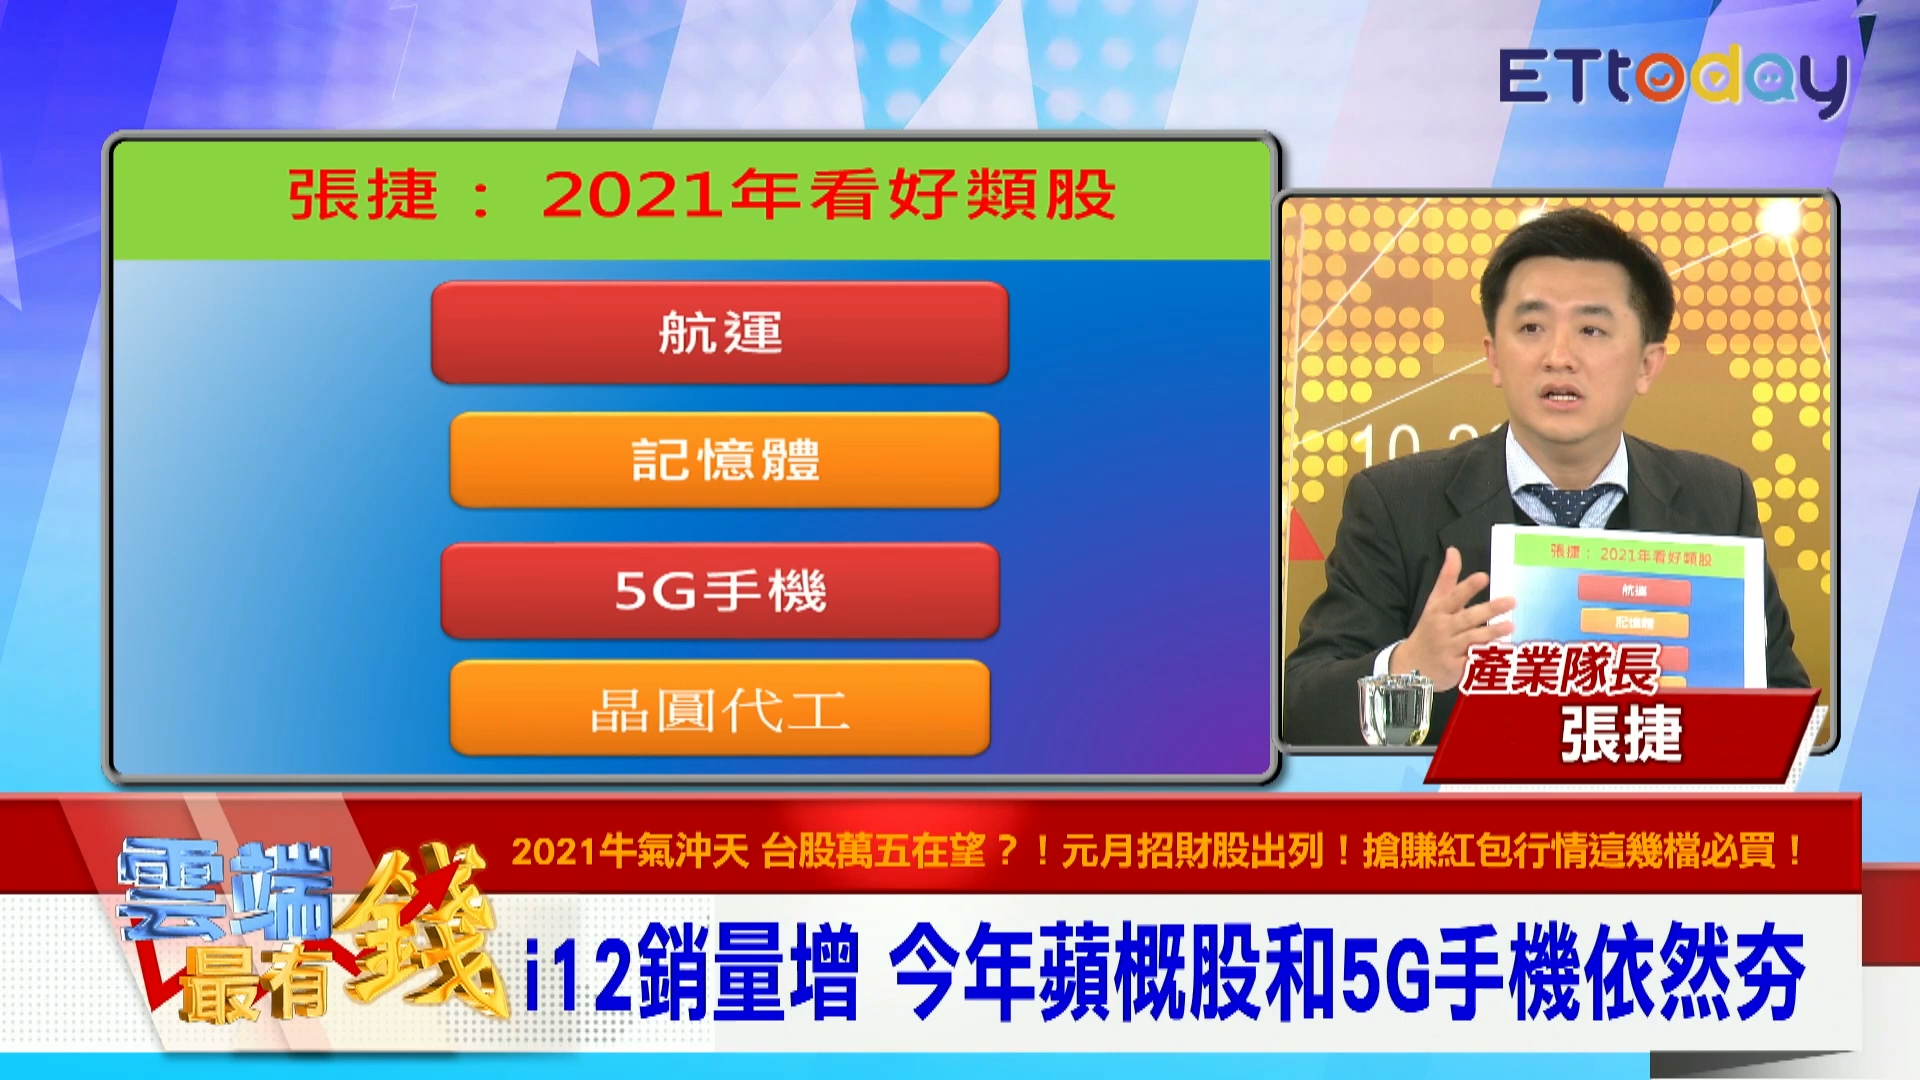 ETtoday
張捷： 2021年看好類股
航運
記憶體
5G手機
晶圓代工
10
張捷： 2021年看好類股
航運
記憶體
產業隊長
張捷
雲端
最有
錢
2021牛氣沖天 台股萬五在望？！元月招財股出列！搶賺紅包行情這幾檔必買！
i12銷量增 今年蘋概股和5G手機依然夯